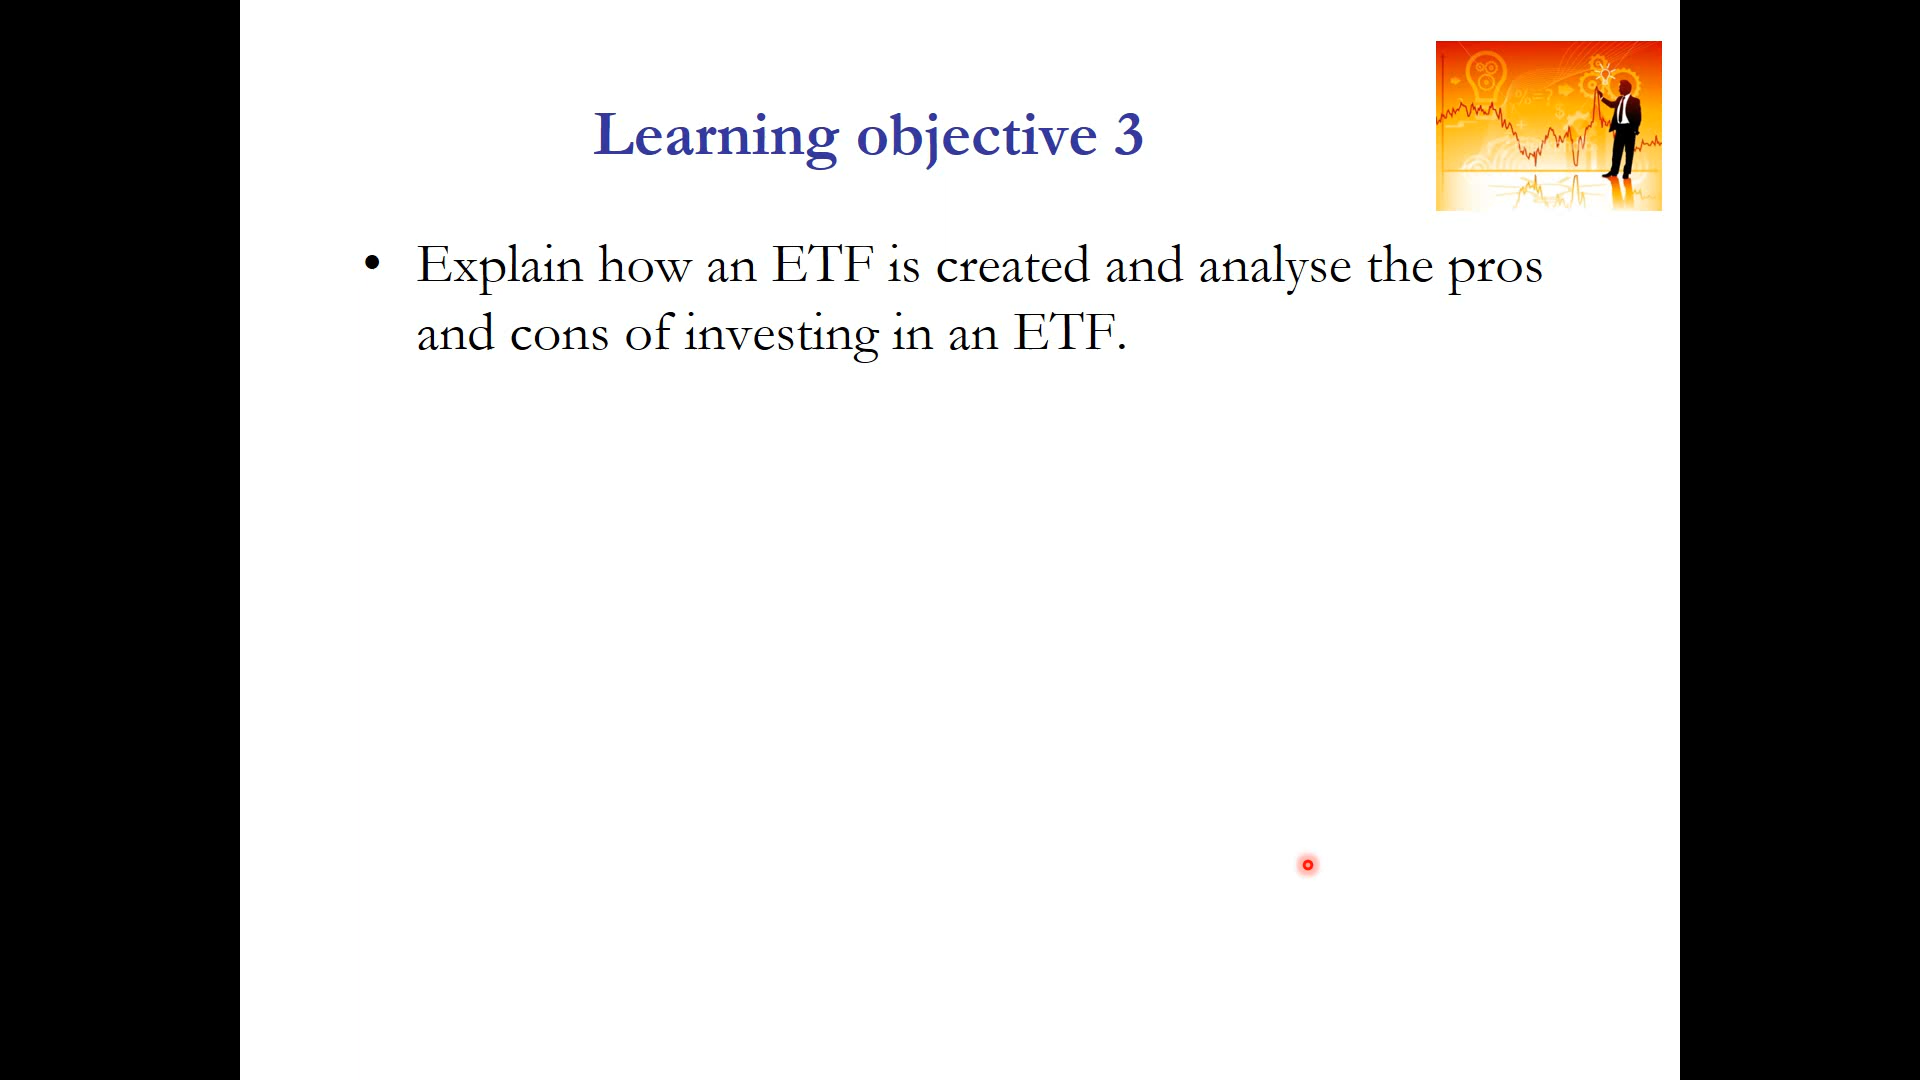 Learning objective 3
• Explain how an ETF is created and analyse the pros
and cons of investing in an ETF.